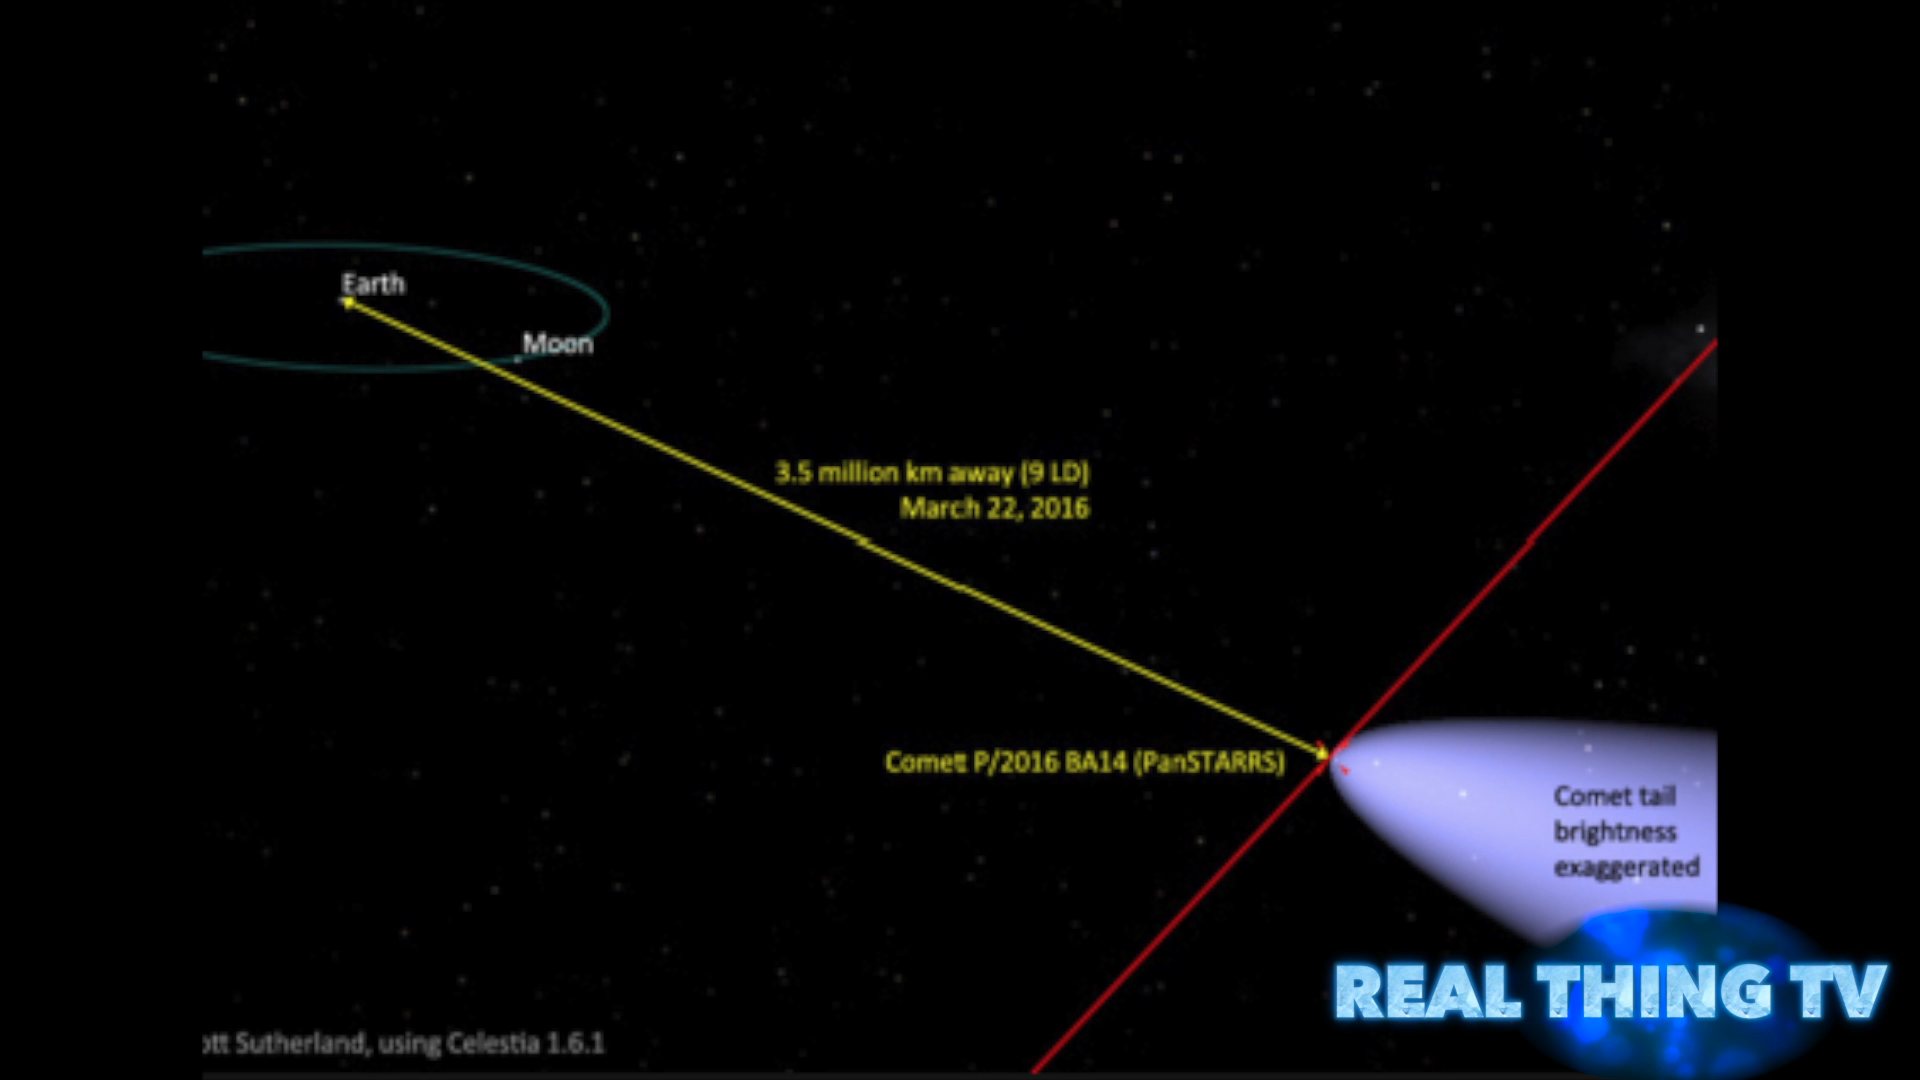 Earth
Moon
3.5 million km away (9 LD)
March 22, 2016
Comet P/2016 BA14 (PanSTARRS)
Comet tail
brightness
exaggerated
REAL THING TV
ott Sutherland, using Celestia 1.6.1